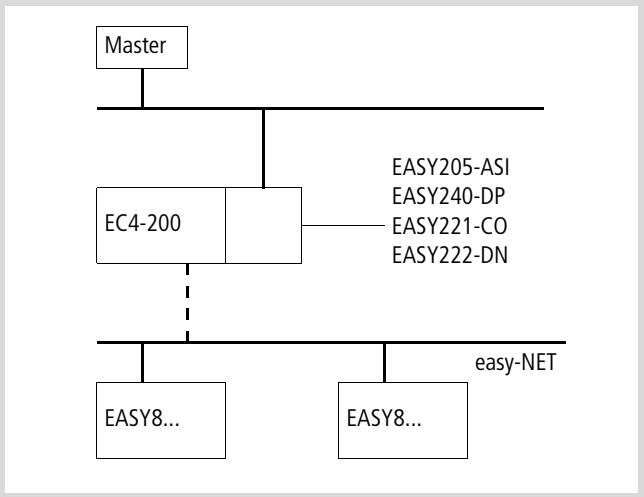 Master
EASY205-ASI
EASY240-DP
EC4-200
EASY221-CO
EASY222-DN
easy-NET
EASY8...
EASY8...